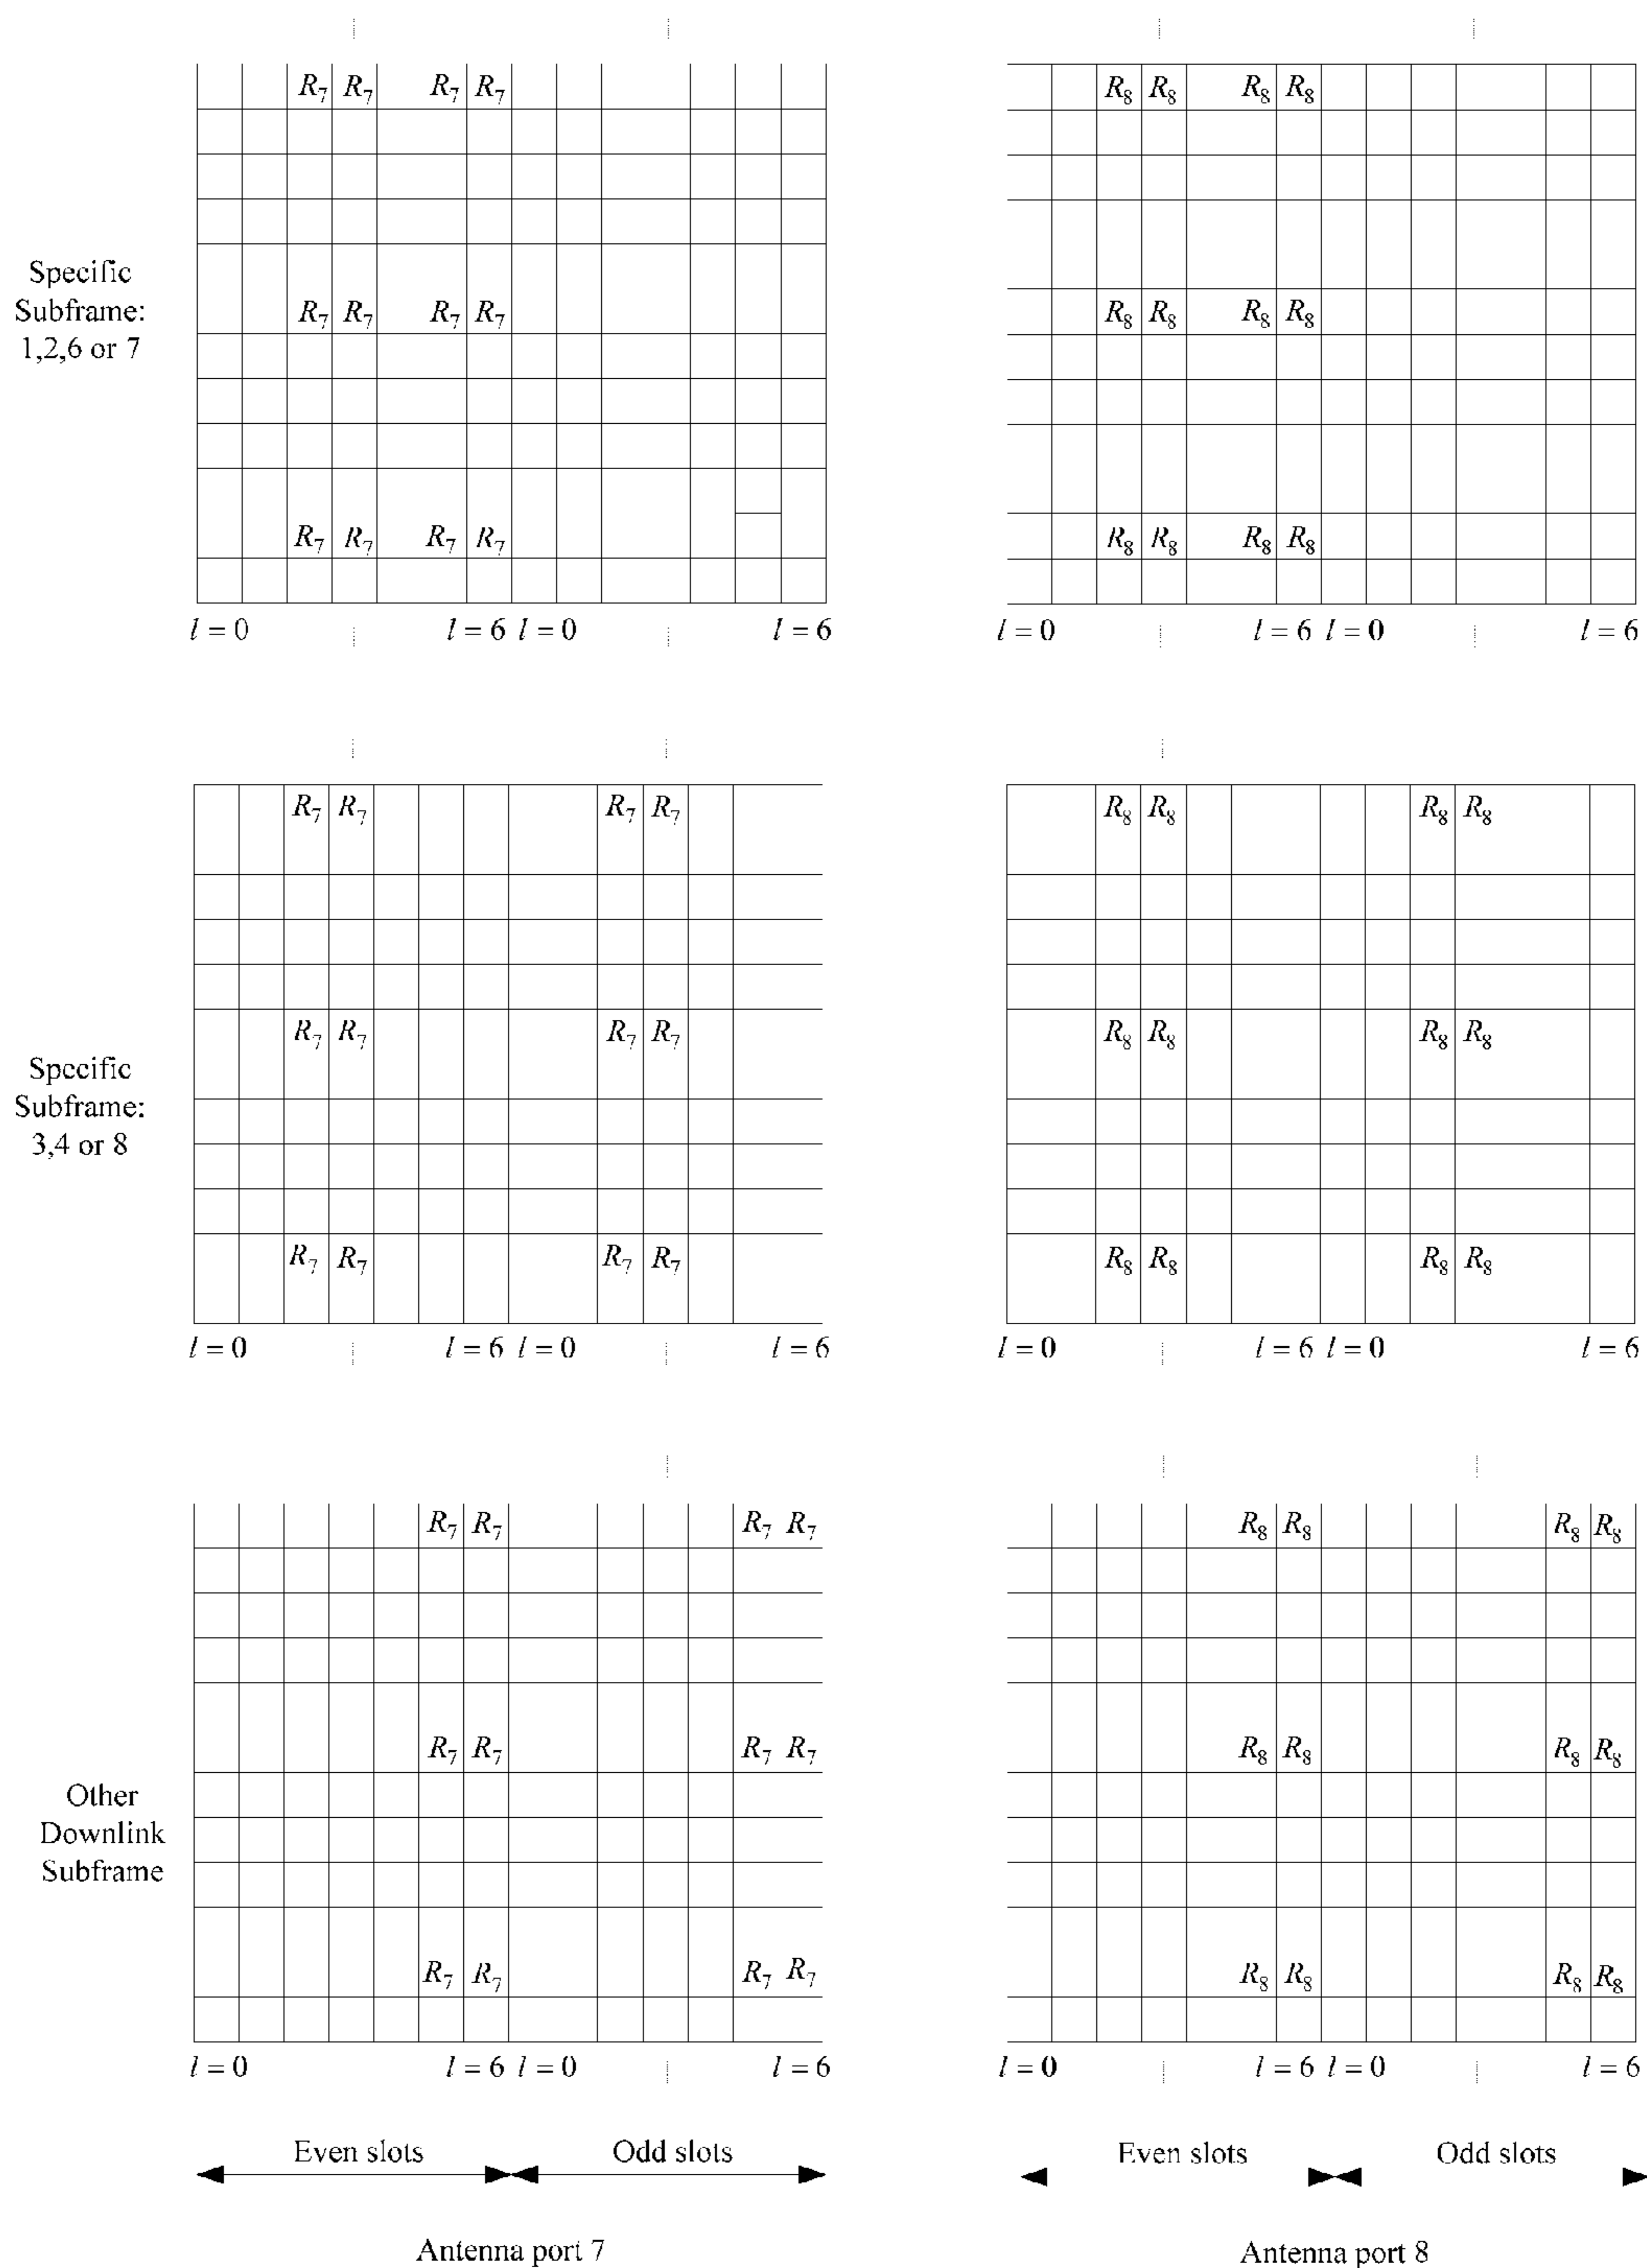 R₇ R₇ R₇ R₇ R₈ R₈ R₈ R₈
Specific
Subframe:
1,2,6 or 7
R₇ R₇ R₇ R₇ R₈ R₈ R₈ R₈
R₇ R₇ R₇ R₇ R₈ R₈ R₈ R₈
l = 0 l = 6 l = 0 l = 6 l = 0 l = 6 l = 0 l = 6
R₇ R₇ R₇ R₇ R₈ R₈ R₈ R₈
R₇ R₇ R₇ R₇ R₈ R₈ R₈ R₈
Specific
Subframe:
3,4 or 8
R₇ R₇ R₇ R₇ R₈ R₈ R₈ R₈
l = 0 l = 6 l = 0 l = 6 l = 0 l = 6 l = 0 l = 6
R₇ R₇ R₇ R₇ R₈ R₈ R₈ R₈
R₇ R₇ R₇ R₇ R₈ R₈ R₈ R₈
Other
Downlink
Subframe
R₇ R₇ R₇ R₇ R₈ R₈ R₈ R₈
l = 0 l = 6 l = 0 l = 6 l = 0 l = 6 l = 0 l = 6
Even slots Odd slots Even slots Odd slots
Antenna port 7 Antenna port 8